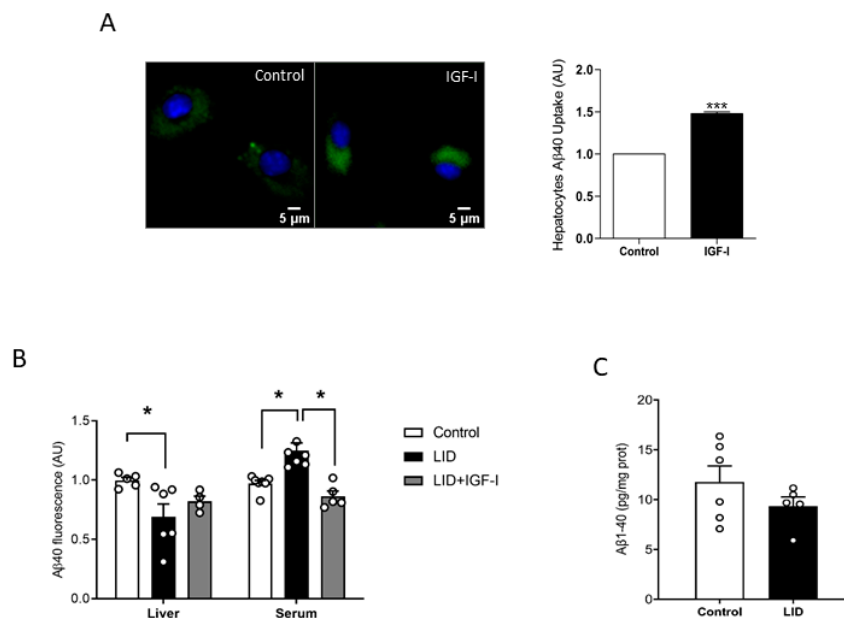 A
Control
IGF-I
5 µm
5 µm
Hepatocytes Aβ40 Uptake (AU)
2.0
1.5
1.0
0.5
0.0
***
Control
IGF-I
B
Aβ40 fluorescence (AU)
1.5
1.0
0.5
0.0
*
*
*
Liver
Serum
Control
LID
LID+IGF-I
C
Aβ1-40 (pg/mg prot)
20
15
10
5
0
Control
LID